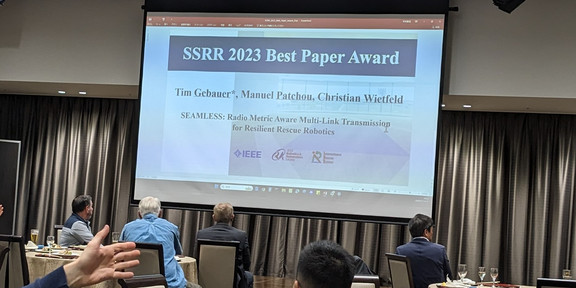 SSRR 2023 Best Paper Award
Tim Gebauer*, Manuel Patchou, Christian Wietfeld
SEAMLESS: Radio Metric Aware Multi-Link Transmission
for Resilient Rescue Robotics
IEEE